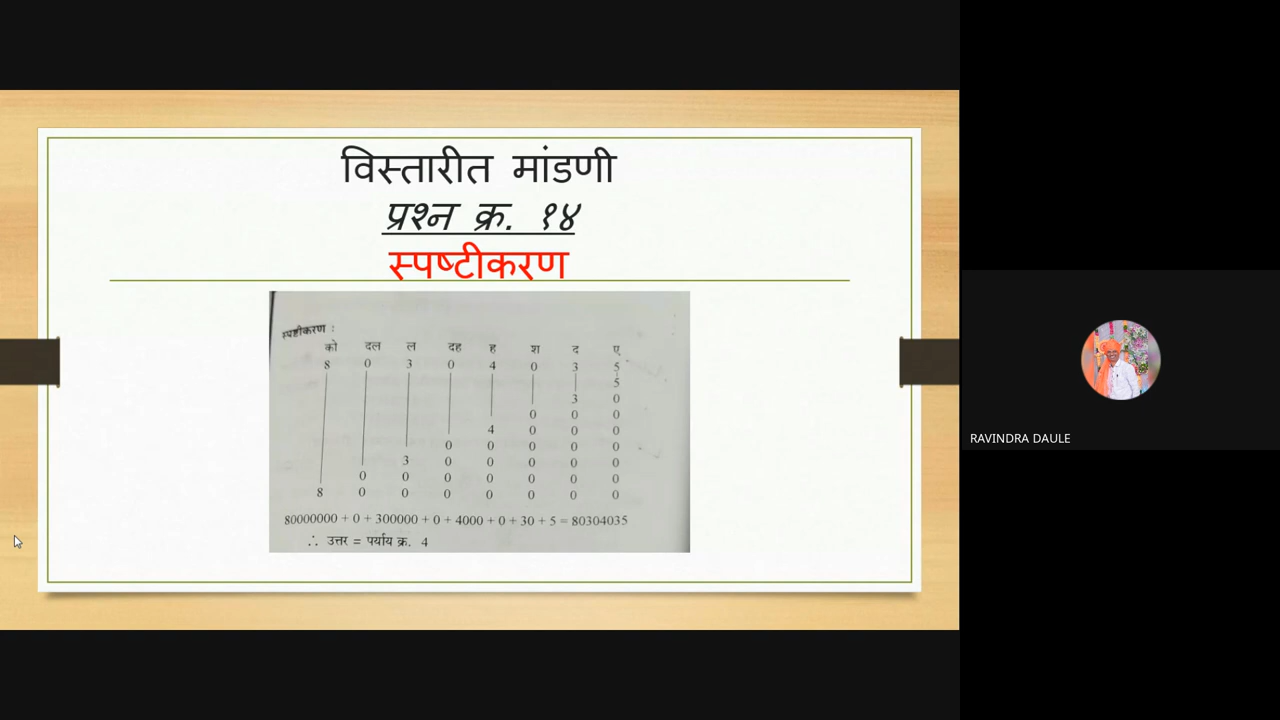 विस्तारीत मांडणी
प्रश्न क्र. १४
स्पष्टीकरण
स्पष्टीकरण :
को दल ल दह ह श द ए
8 0 3 0 4 0 3 5
5
3 0
0 0 0
4 0 0 0
0 0 0 0 0
3 0 0 0 0 0
0 0 0 0 0 0 0
8 0 0 0 0 0 0 0
80000000 + 0 + 300000 + 0 + 4000 + 0 + 30 + 5 = 80304035
∴ उत्तर = पर्याय क्र. 4
RAVINDRA DAULE